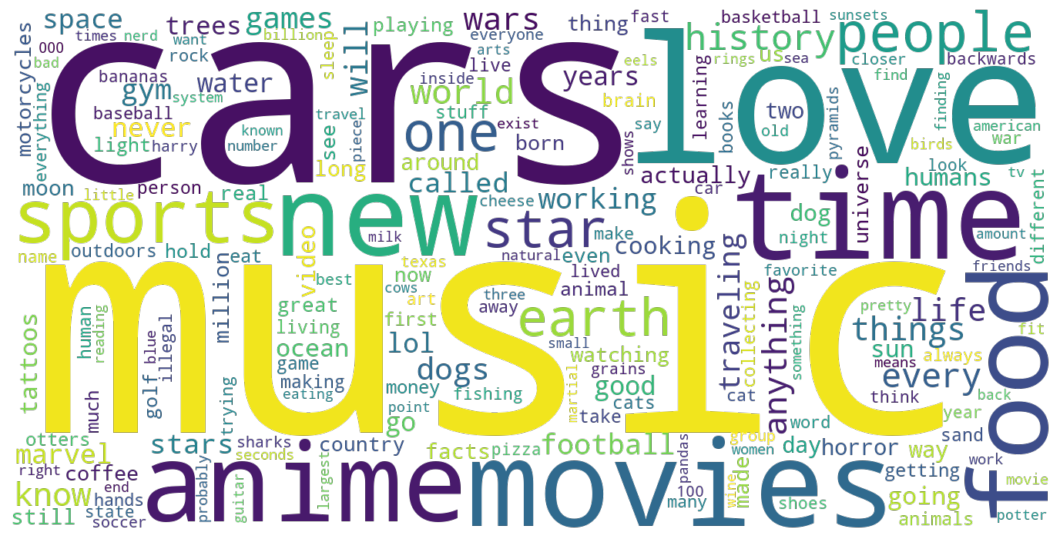 space
trees
games
wars
thing
fast
basketball
sunsets
cars
love
people
history
will
playing
everyone
000
times
nerd
want
billion
sleep
arts
live
us
closer
backwards
motorcycles
bad
rock
bananas
water
inside
years
eels
rings
sea
find
gym
system
world
brain
learning
finding
everything
baseball
known
travel
stuff
exist
say
books
two
pyramids
american
never
number
see
piece
one
born
shows
old
birds
war
light
harry
long
around
actually
really
look
tv
moon
person
real
called
car
humans
little
cheese
working
universe
different
sports
new
star
make
dog
time
name
outdoors
hold
milk
natural
even
cooking
night
amount
eat
video
texas
lived
traveling
favorite
friends
music
million
best
now
cows
art
three
animal
collecting
anything
food
tattoos
human
reading
blue
illegal
great
first
away
earth
pretty
life
fit
living
lol
small
something
things
ocean
watching
sun
always
golf
game
dogs
grains
good
means
every
much
making
money
fishing
martial
cats
cat
think
back
trying
eating
point
go
take
word
year
otters
stars
sharks
country
football
group
day
horror
way
sand
marvel
seconds
facts
pizza
women
right
coffee
anime
movies
pandas
wine
made
getting
work
know
end
hands
probably
guitar
largest
100
many
shoes
going
movie
still
state
soccer
animals
potter